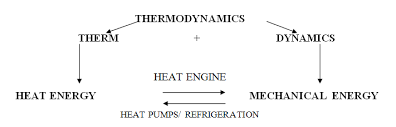 THERMODYNAMICS
THERM + DYNAMICS
HEAT ENGINE
HEAT ENERGY MECHANICAL ENERGY
HEAT PUMPS/ REFRIGERATION